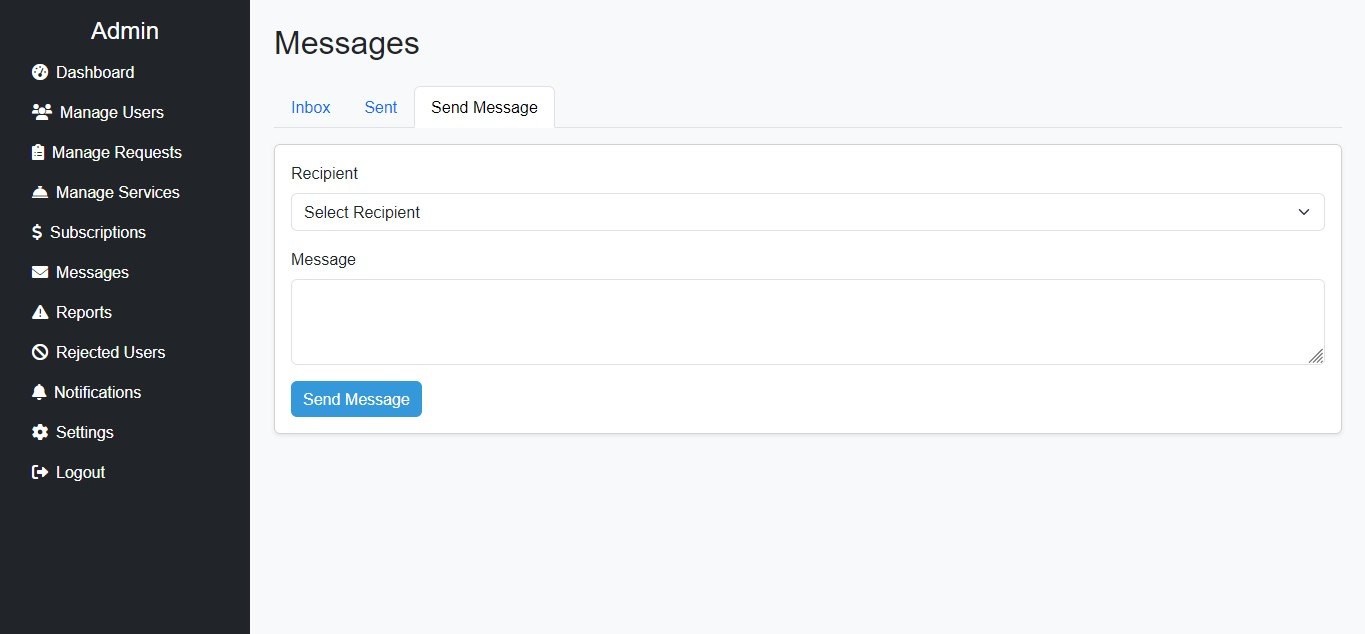 Admin
Dashboard
Manage Users
Manage Requests
Manage Services
Subscriptions
Messages
Reports
Rejected Users
Notifications
Settings
Logout
Messages
Inbox
Sent
Send Message
Recipient
Select Recipient
Message
Send Message